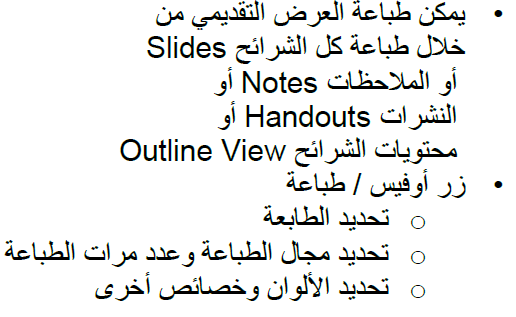 • يمكن طباعة العرض التقديمي من
خلال طباعة كل الشرائح Slides
أو الملاحظات Notes أو
النشرات Handouts أو
محتويات الشرائح Outline View
• زر أوفيس / طباعة
o تحديد الطابعة
o تحديد مجال الطباعة وعدد مرات الطباعة
o تحديد الألوان وخصائص أخرى